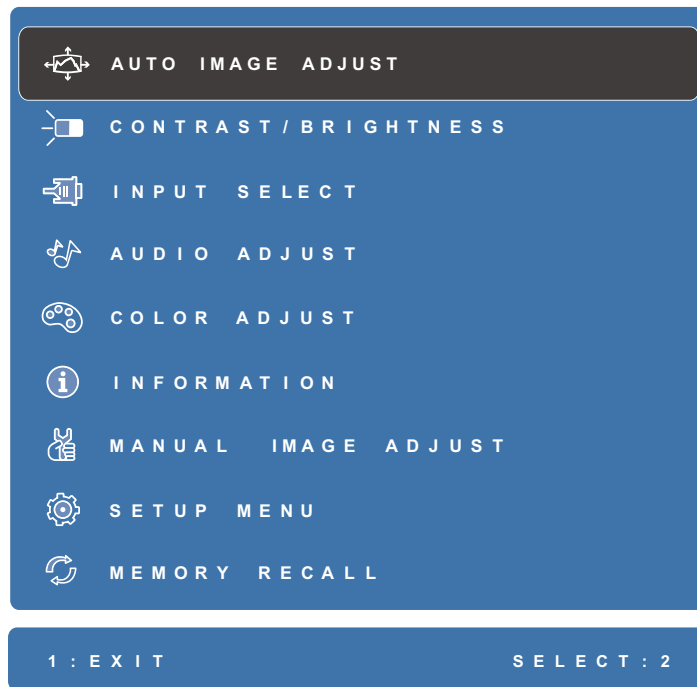 AUTO IMAGE ADJUST
CONTRAST/BRIGHTNESS
INPUT SELECT
AUDIO ADJUST
COLOR ADJUST
INFORMATION
MANUAL IMAGE ADJUST
SETUP MENU
MEMORY RECALL
1:EXIT SELECT:2